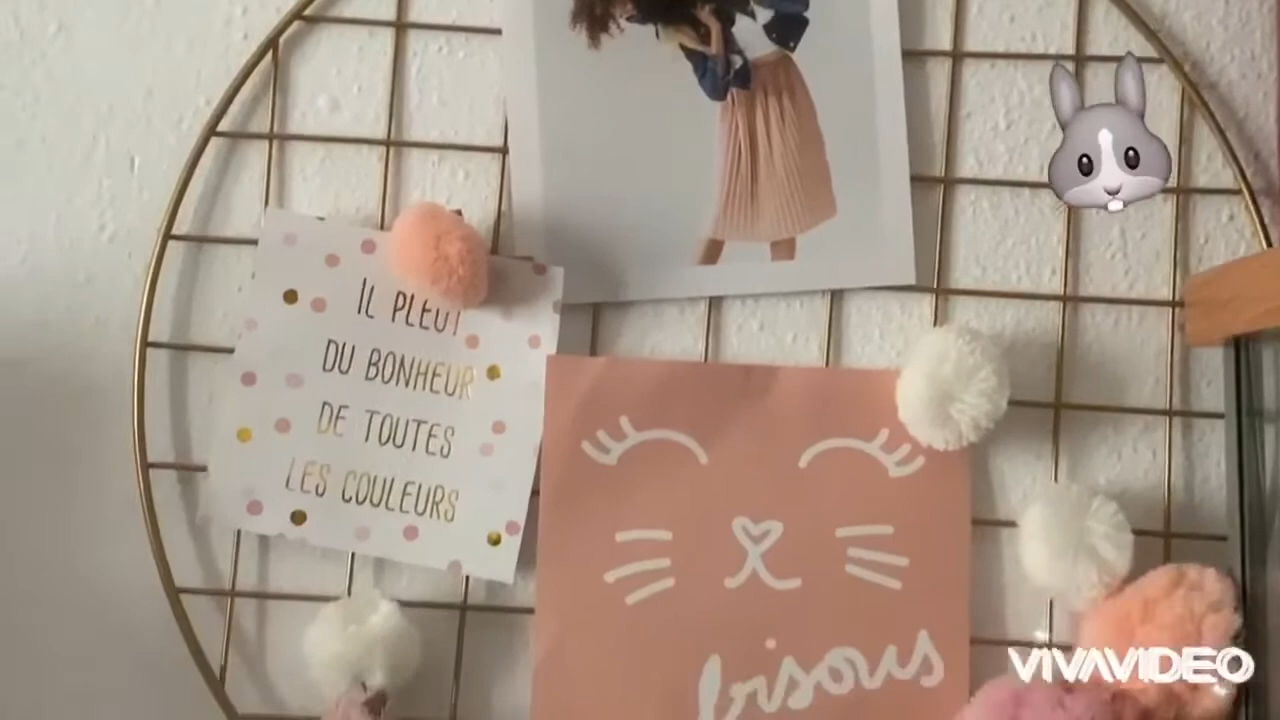 IL PLEUT
DU BONHEUR
DE TOUTES
LES COULEURS
bisous
VIVAVIDEO